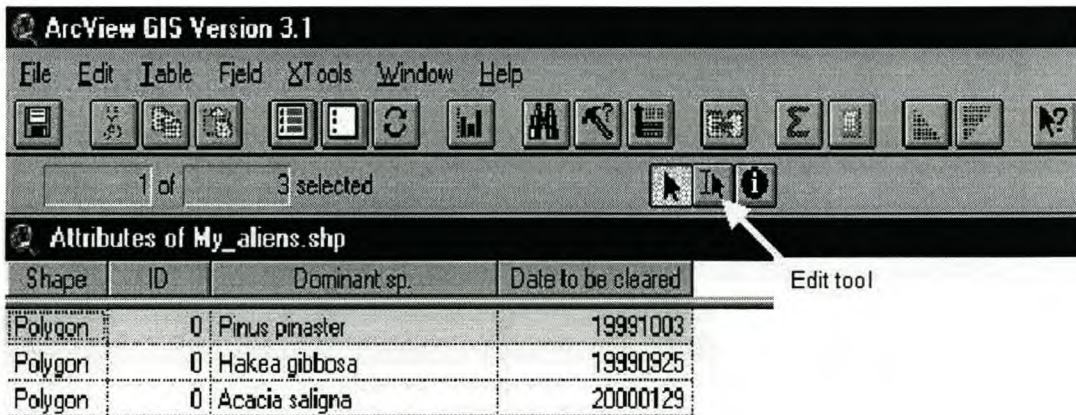 ArcView GIS Version 3.1
File Edit Table Field XTools Window Help
1 of 3 selected
Attributes of My_aliens.shp
Shape ID Dominant sp. Date to be cleared
Edit tool
Polygon 0 Pinus pinaster 19991003
Polygon 0 Hakea gibbosa 19990925
Polygon 0 Acacia saligna 20000129